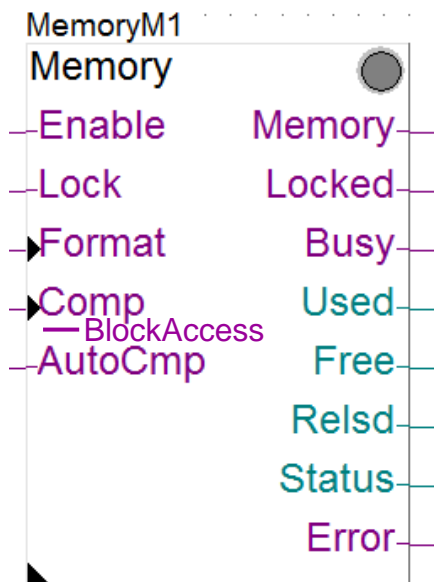 MemoryM1
Memory
Enable Memory
Lock Locked
Format Busy
Comp Used
BlockAccess
AutoCmp Free
Relsd
Status
Error